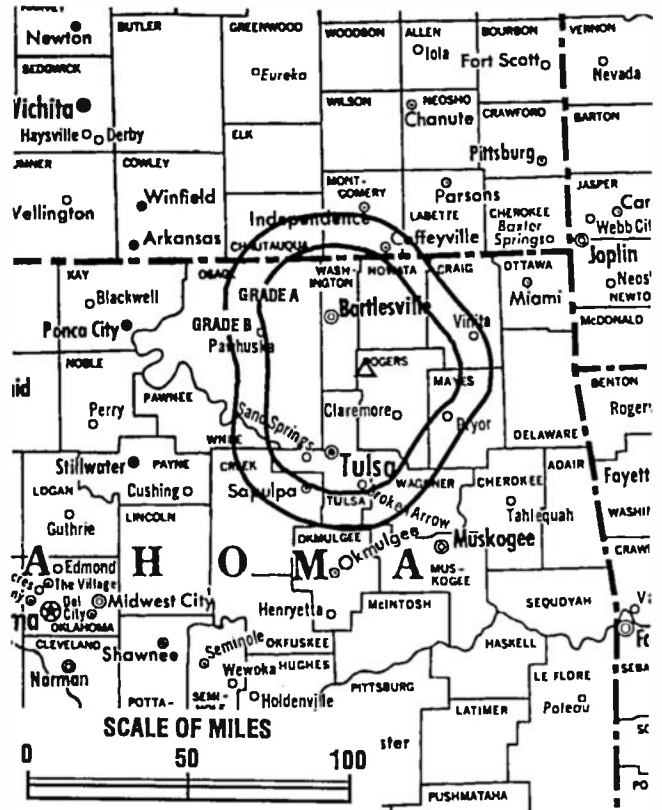 BUTLER
GREENWOOD
WOODSON
ALLEN
BOURBON
VERNON
Newton
Iola
Fort Scott
Nevada
SEDGWICK
Eureka
WILSON
NEOSHO
Chanute
CRAWFORD
BARTON
Haysville
Derby
ELK
Pittsburg
COWLEY
MONT-
GOMERY
Parsons
JASPER
Winfield
LABETTE
CHEROKEE
Independence
Baxter
Springs
Arkansas
CHAUTAUQUA
Coffeyville
Joplin
KAY
OSAGE
WASH-
INGTON
NOWATA
CRAIG
OTTAWA
Blackwell
GRADE A
Bartlesville
Miami
Ponca City
GRADE B
Pawhuska
Vinita
McDONALD
NOBLE
ROGERS
PAWNEE
MAYES
BENTON
Perry
Sand Springs
Claremore
Pryor
DELAWARE
Stillwater
PAYNE
CREEK
Tulsa
ADAIR
LOGAN
Cushing
Sapulpa
TULSA
WAGONER
CHEROKEE
Broken Arrow
Tahlequah
Guthrie
LINCOLN
OKMULGEE
Okmulgee
Muskogee
A H O M A
MUS-
KOGEE
Edmond
The Village
Del
City
Midwest City
OKLAHOMA
Henryetta
McINTOSH
SEQUOYAH
CLEVELAND
Shawnee
Seminole
OKFUSKEE
HASKELL
Wewoka
HUGHES
Norman
LE FLORE
POTTA-
SEMI-
NOLE
Holdenville
PITTSBURG
LATIMER
Poteau
SCALE OF MILES
0 50 100
PUSHMATAHA